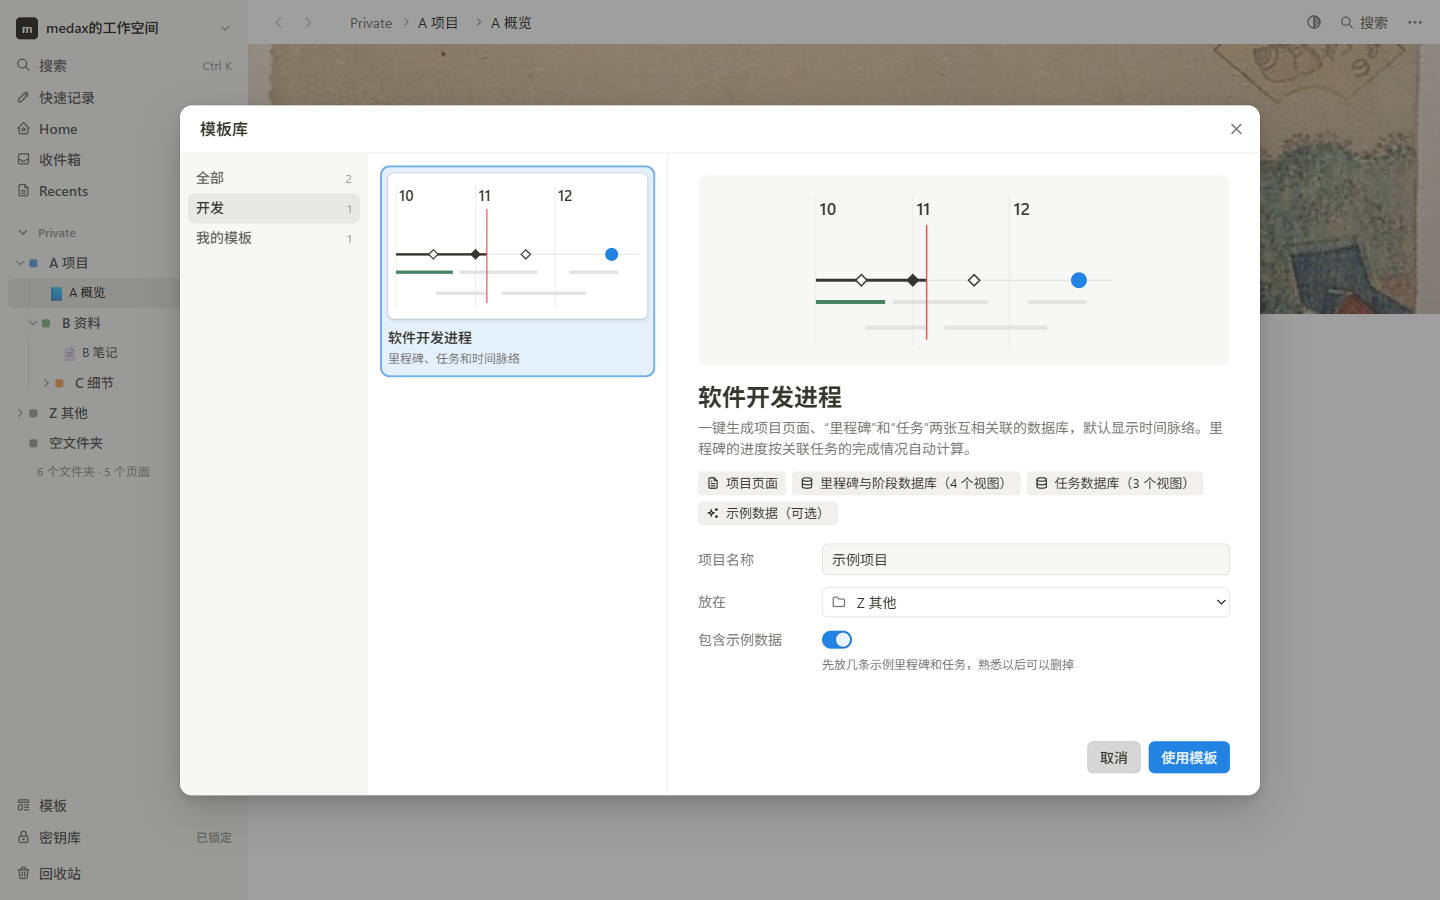 m medax的工作空间
搜索 Ctrl K
快速记录
Home
收件箱
Recents
Private
A 项目
A 概览
B 资料
B 笔记
C 细节
Z 其他
空文件夹
6 个文件夹 · 5 个页面
模板
密钥库 已锁定
回收站
Private A 项目 A 概览
搜索
模板库
全部 2
开发 1
我的模板 1
10 11 12
软件开发进程
里程碑、任务和时间脉络
10 11 12
软件开发进程
一键生成项目页面、“里程碑”和“任务”两张互相关联的数据库，默认显示时间脉络。里
程碑的进度按关联任务的完成情况自动计算。
项目页面 里程碑与阶段数据库（4 个视图） 任务数据库（3 个视图）
示例数据（可选）
项目名称 示例项目
放在 Z 其他
包含示例数据
先放几条示例里程碑和任务，熟悉以后可以删掉
取消 使用模板